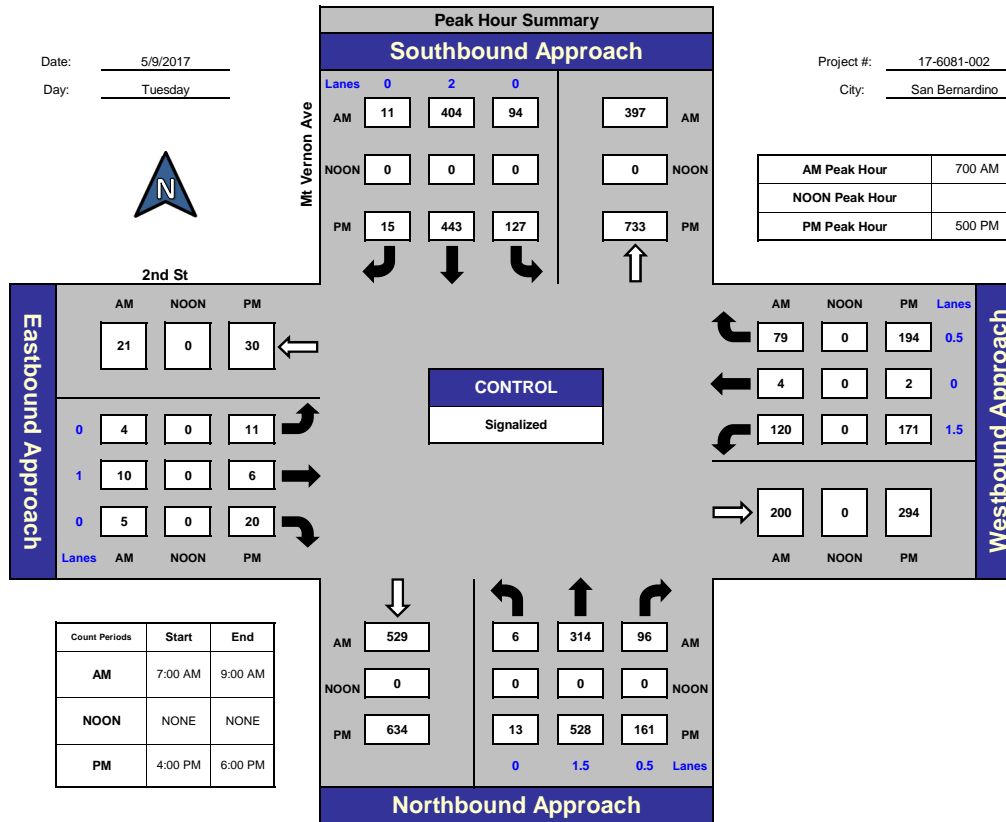 Peak Hour Summary
Southbound Approach
Date: 5/9/2017
Day: Tuesday
Project #: 17-6081-002
City: San Bernardino
N
Mt Vernon Ave
Lanes 0 2 0
AM 11 404 94 397 AM
NOON 0 0 0 0 NOON
PM 15 443 127 733 PM
AM Peak Hour 700 AM
NOON Peak Hour
PM Peak Hour 500 PM
2nd St
Eastbound Approach
AM NOON PM
21 0 30
0 4 0 11
1 10 0 6
0 5 0 20
Lanes AM NOON PM
CONTROL
Signalized
AM NOON PM Lanes
79 0 194 0.5
4 0 2 0
120 0 171 1.5
200 0 294
AM NOON PM
Westbound Approach
Count Periods Start End
AM 7:00 AM 9:00 AM
NOON NONE NONE
PM 4:00 PM 6:00 PM
AM 529 6 314 96 AM
NOON 0 0 0 0 NOON
PM 634 13 528 161 PM
0 1.5 0.5 Lanes
Northbound Approach